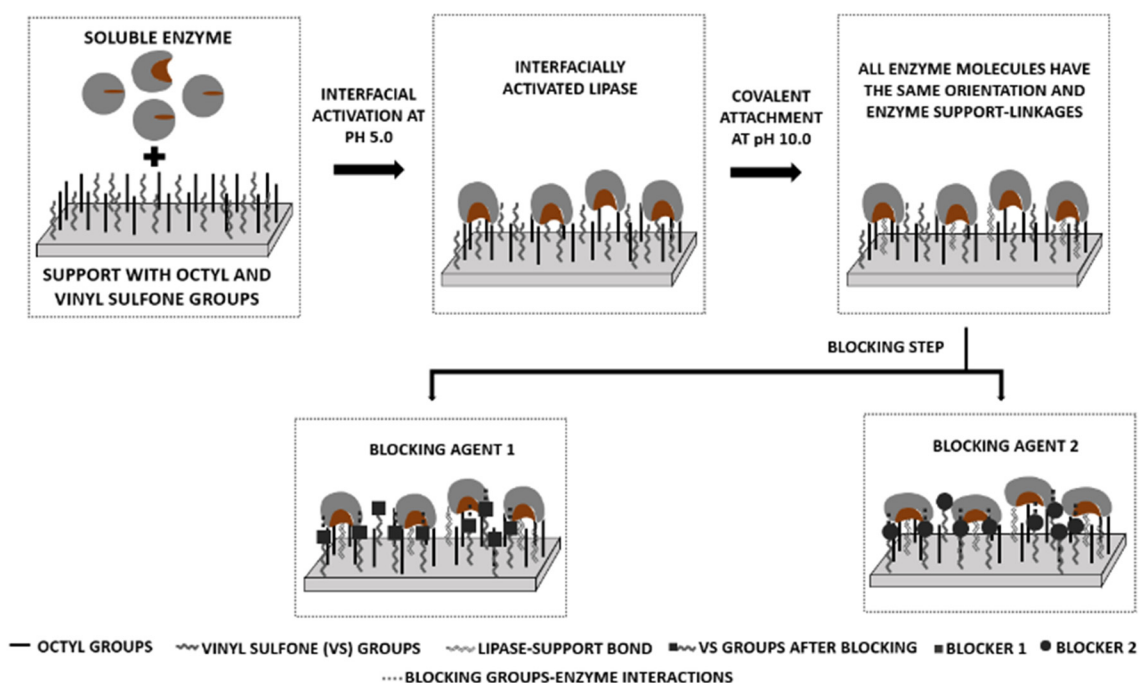 SOLUBLE ENZYME
SUPPORT WITH OCTYL AND
VINYL SULFONE GROUPS
INTERFACIAL
ACTIVATION AT
PH 5.0
INTERFACIALLY
ACTIVATED LIPASE
COVALENT
ATTACHMENT
AT pH 10.0
ALL ENZYME MOLECULES HAVE
THE SAME ORIENTATION AND
ENZYME SUPPORT-LINKAGES
BLOCKING STEP
BLOCKING AGENT 1
BLOCKING AGENT 2
OCTYL GROUPS
VINYL SULFONE (VS) GROUPS
LIPASE-SUPPORT BOND
VS GROUPS AFTER BLOCKING
BLOCKER 1
BLOCKER 2
BLOCKING GROUPS-ENZYME INTERACTIONS